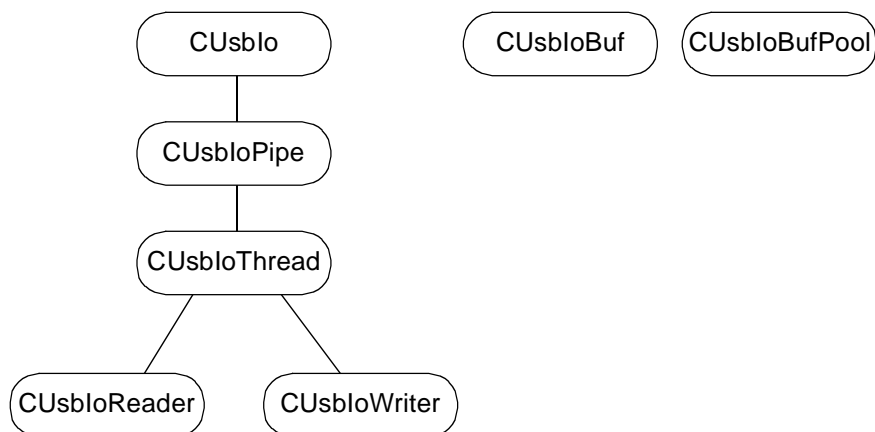 CUsbIo
CUsbIoBuf
CUsbIoBufPool
CUsbIoPipe
CUsbIoThread
CUsbIoReader
CUsbIoWriter